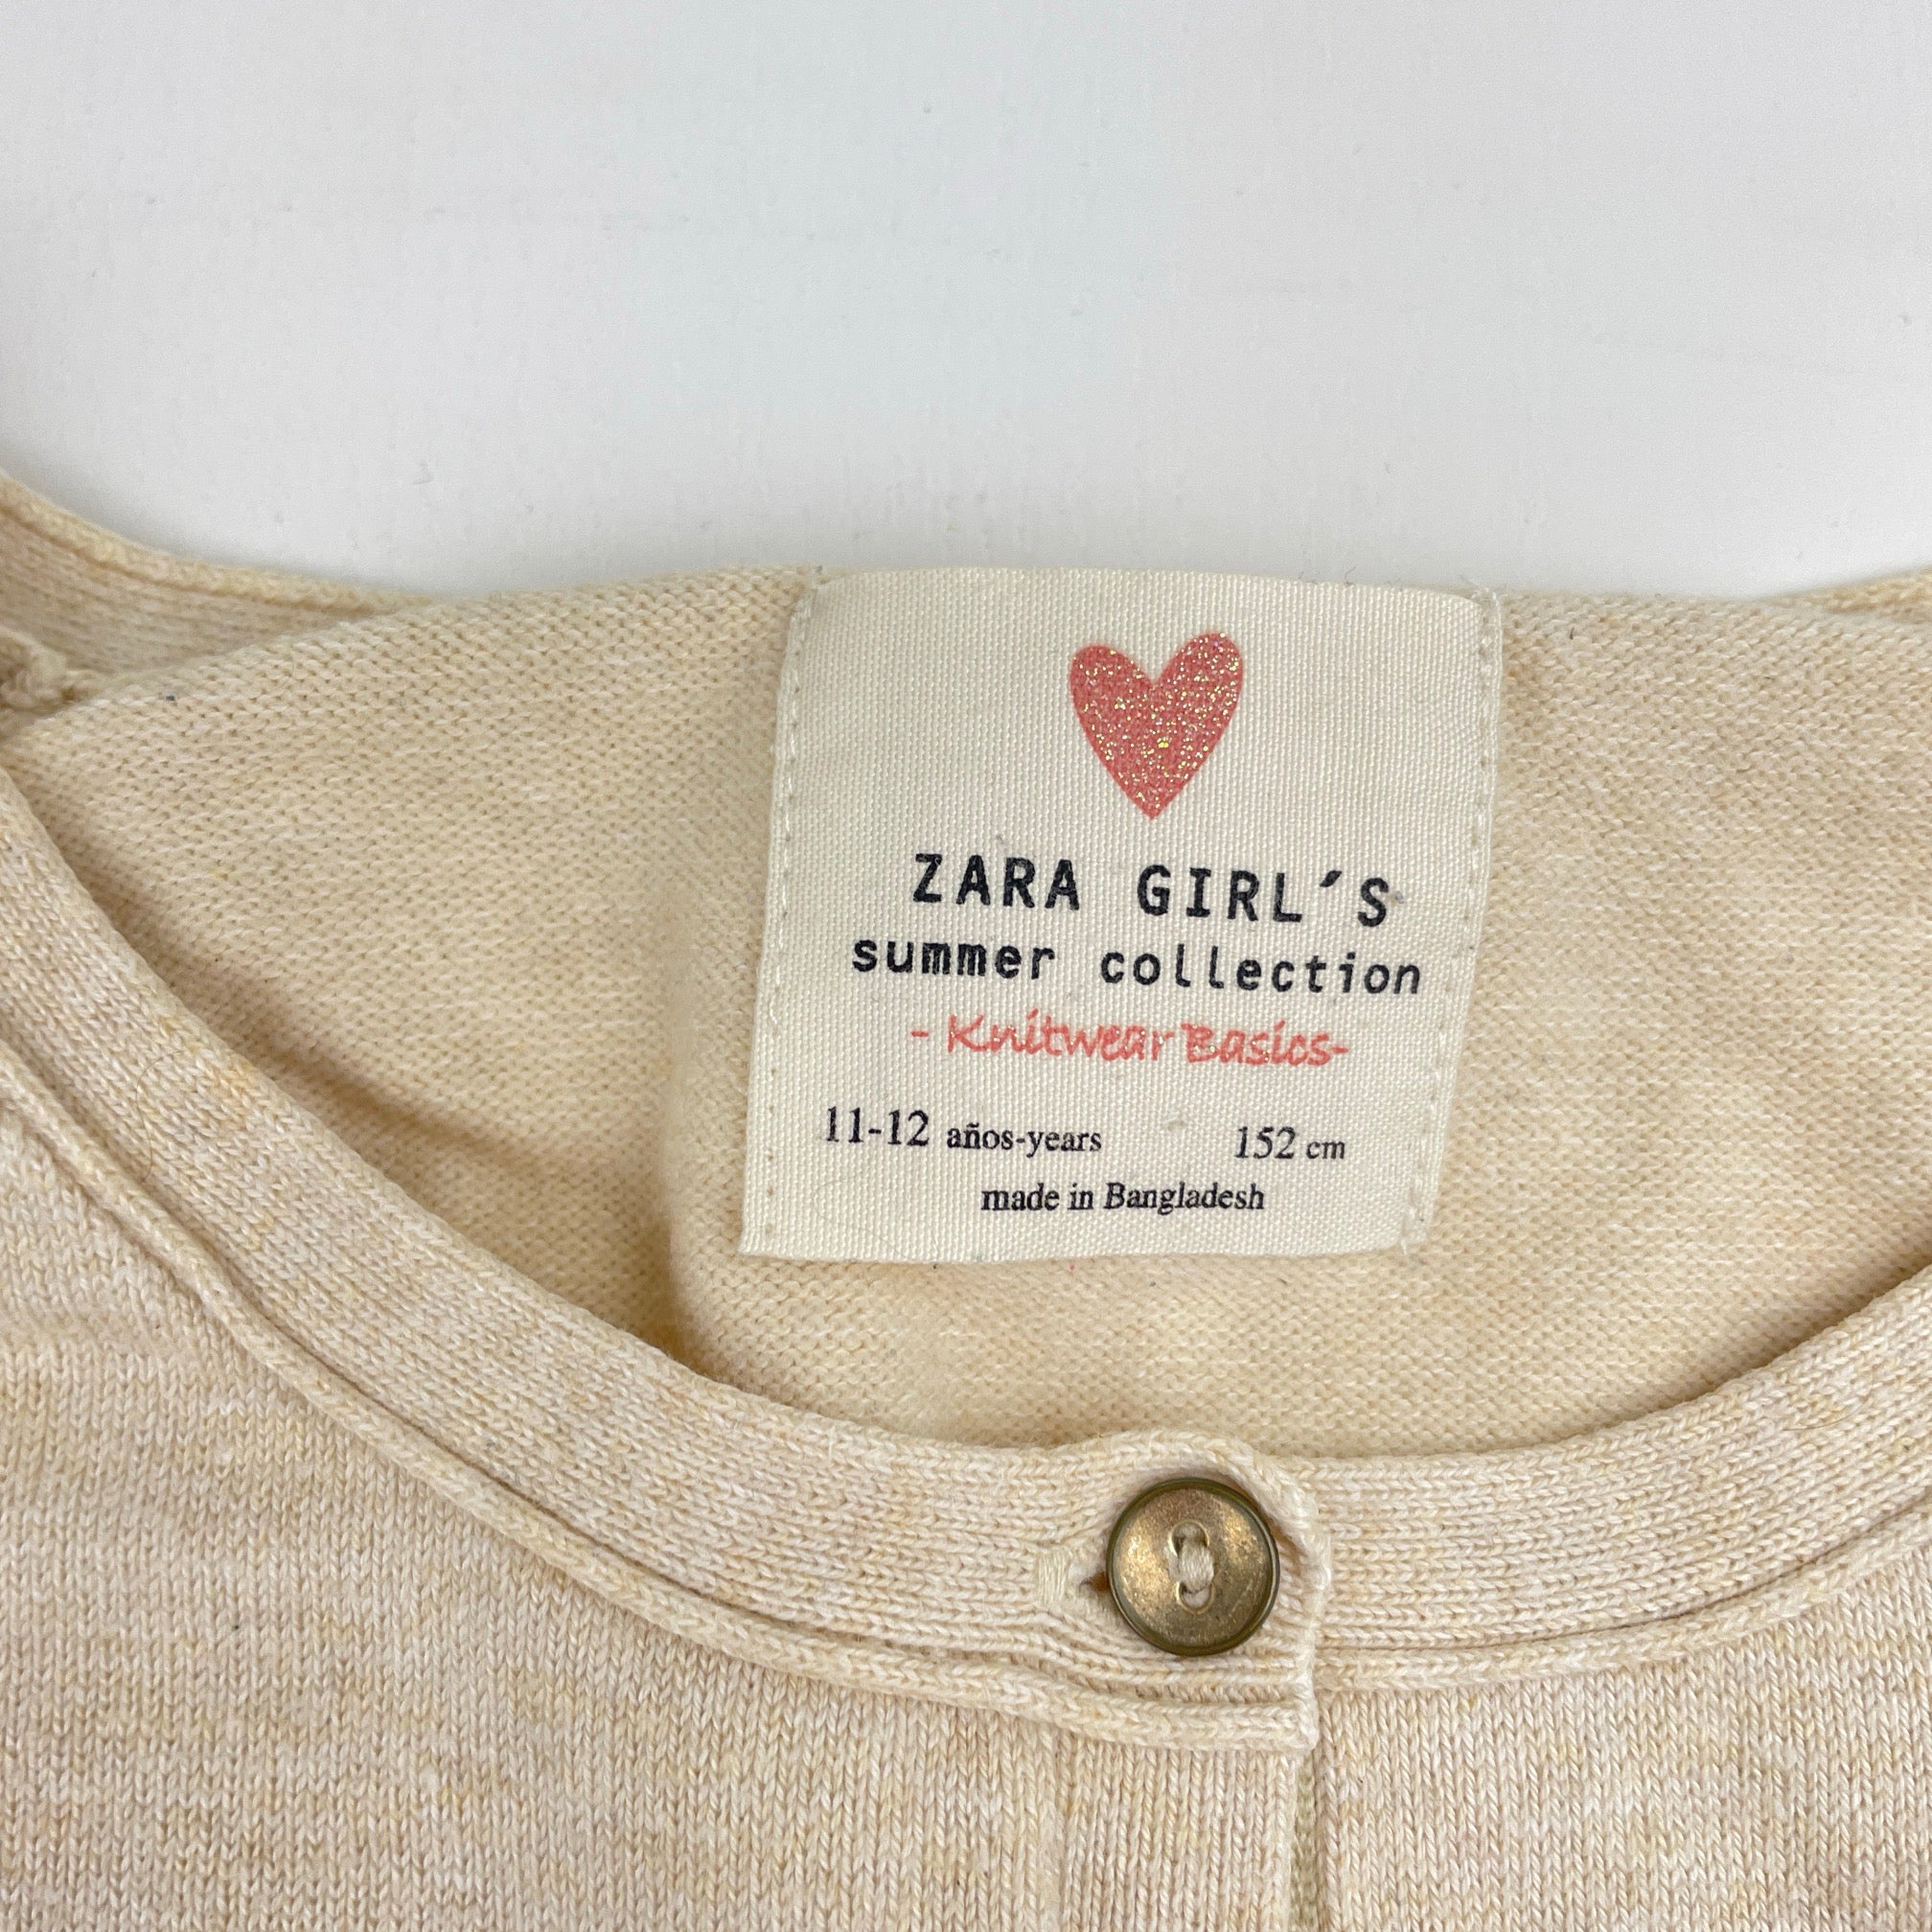 ZARA GIRL´S
summer collection
- Knitwear Basics-
11-12 años-years 152 cm
made in Bangladesh